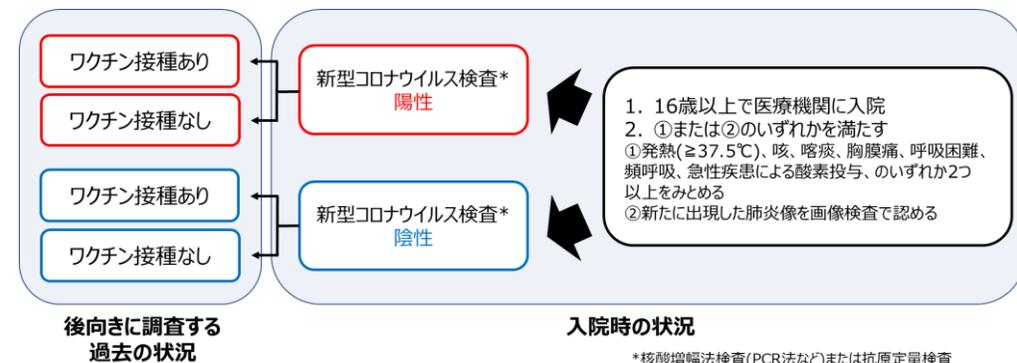 ワクチン接種あり
ワクチン接種なし
ワクチン接種あり
ワクチン接種なし
後向きに調査する
過去の状況
新型コロナウイルス検査*
陽性
新型コロナウイルス検査*
陰性
1. 16歳以上で医療機関に入院
2. ①または②のいずれかを満たす
①発熱(≧37.5℃)、咳、喀痰、胸膜痛、呼吸困難、
頻呼吸、急性疾患による酸素投与、のいずれか2つ
以上をみとめる
②新たに出現した肺炎像を画像検査で認める
入院時の状況
*核酸増幅法検査(PCR法など)または抗原定量検査